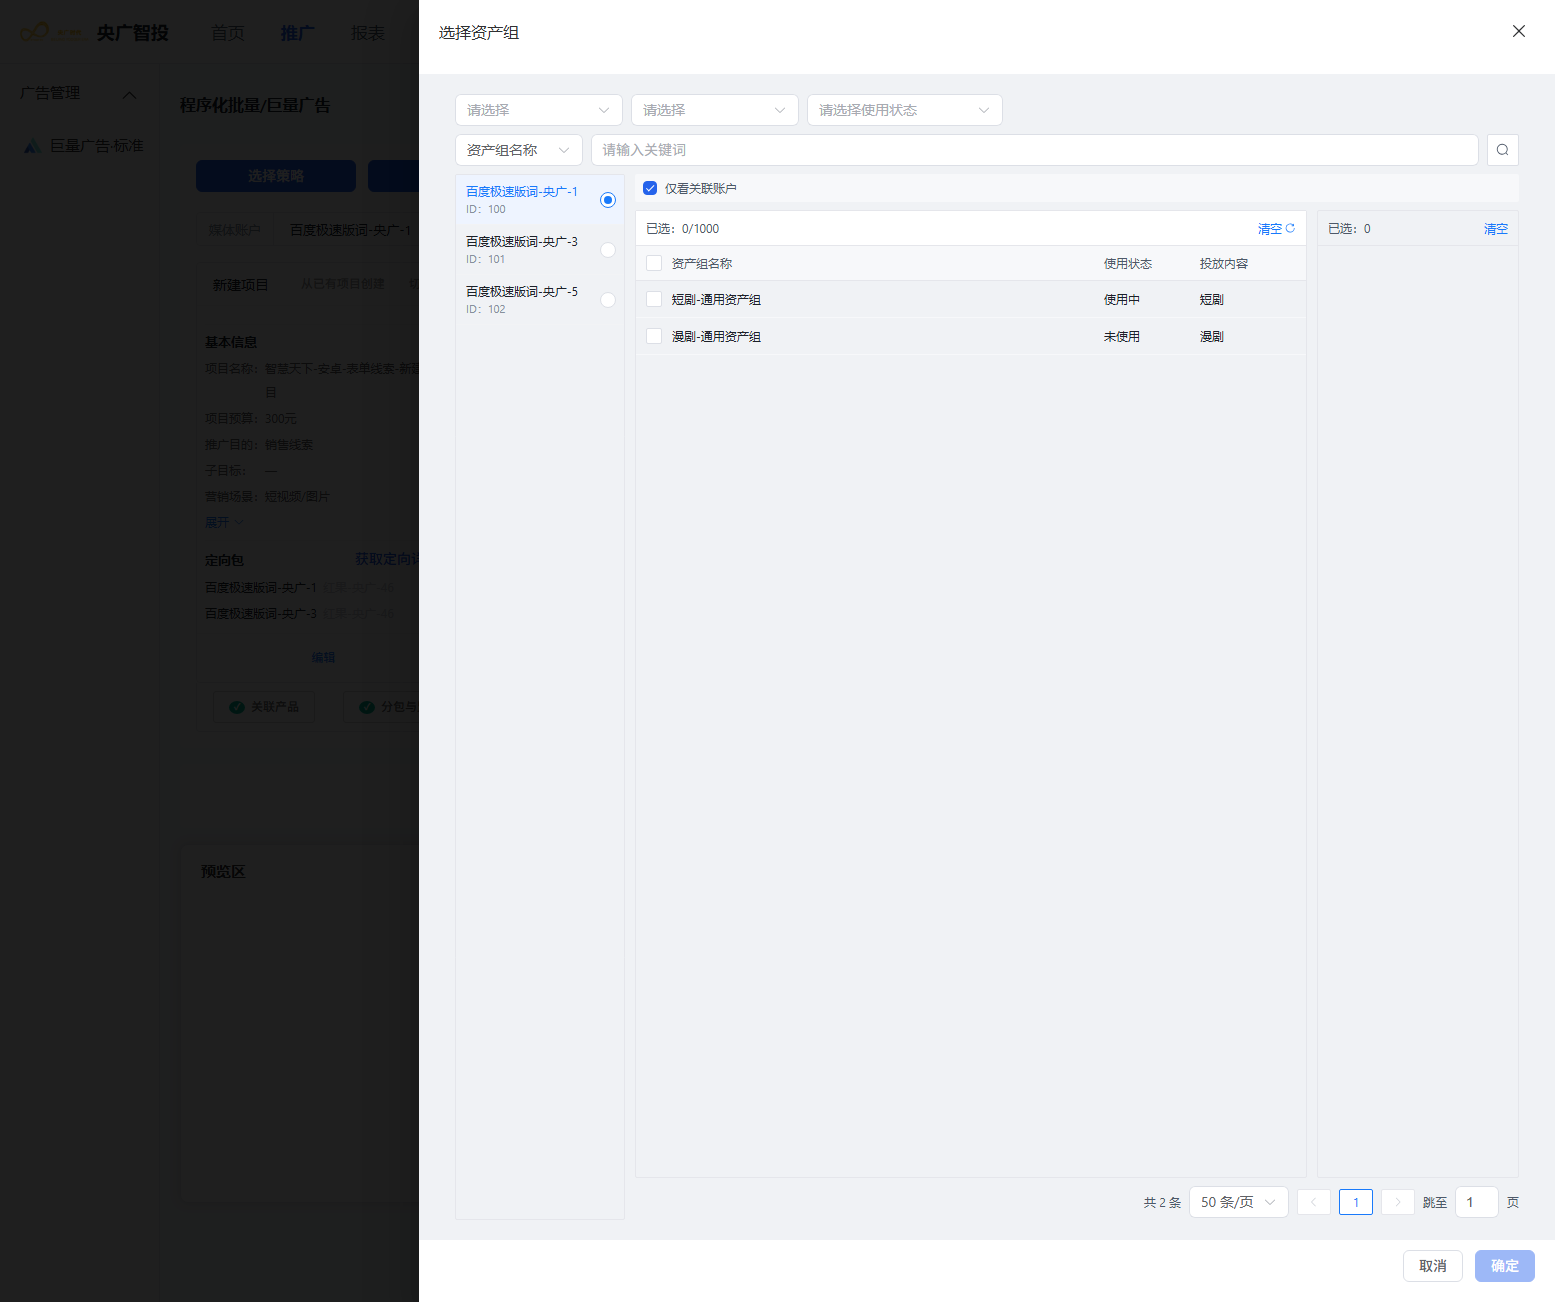 央广智投
首页
推广
报表
广告管理
巨量广告-标准
程序化批量/巨量广告
选择策略
媒体账户
百度极速版词-央广-1
新建项目
从已有项目创建
基本信息
项目名称：智慧天下-安卓-表单线索-新建
目
项目预算：300元
推广目的：销售线索
子目标：—
营销场景：短视频/图片
展开
定向包
获取定向
百度极速版词-央广-1
百度极速版词-央广-3
编辑
关联产品
分包与
预览区
选择资产组
请选择
请选择
请选择使用状态
资产组名称
请输入关键词
百度极速版词-央广-1
ID：100
百度极速版词-央广-3
ID：101
百度极速版词-央广-5
ID：102
仅看关联账户
已选：0/1000
清空
已选：0
清空
资产组名称 使用状态 投放内容
短剧-通用资产组 使用中 短剧
漫剧-通用资产组 未使用 漫剧
共 2 条
50 条/页
1
跳至
1
页
取消
确定